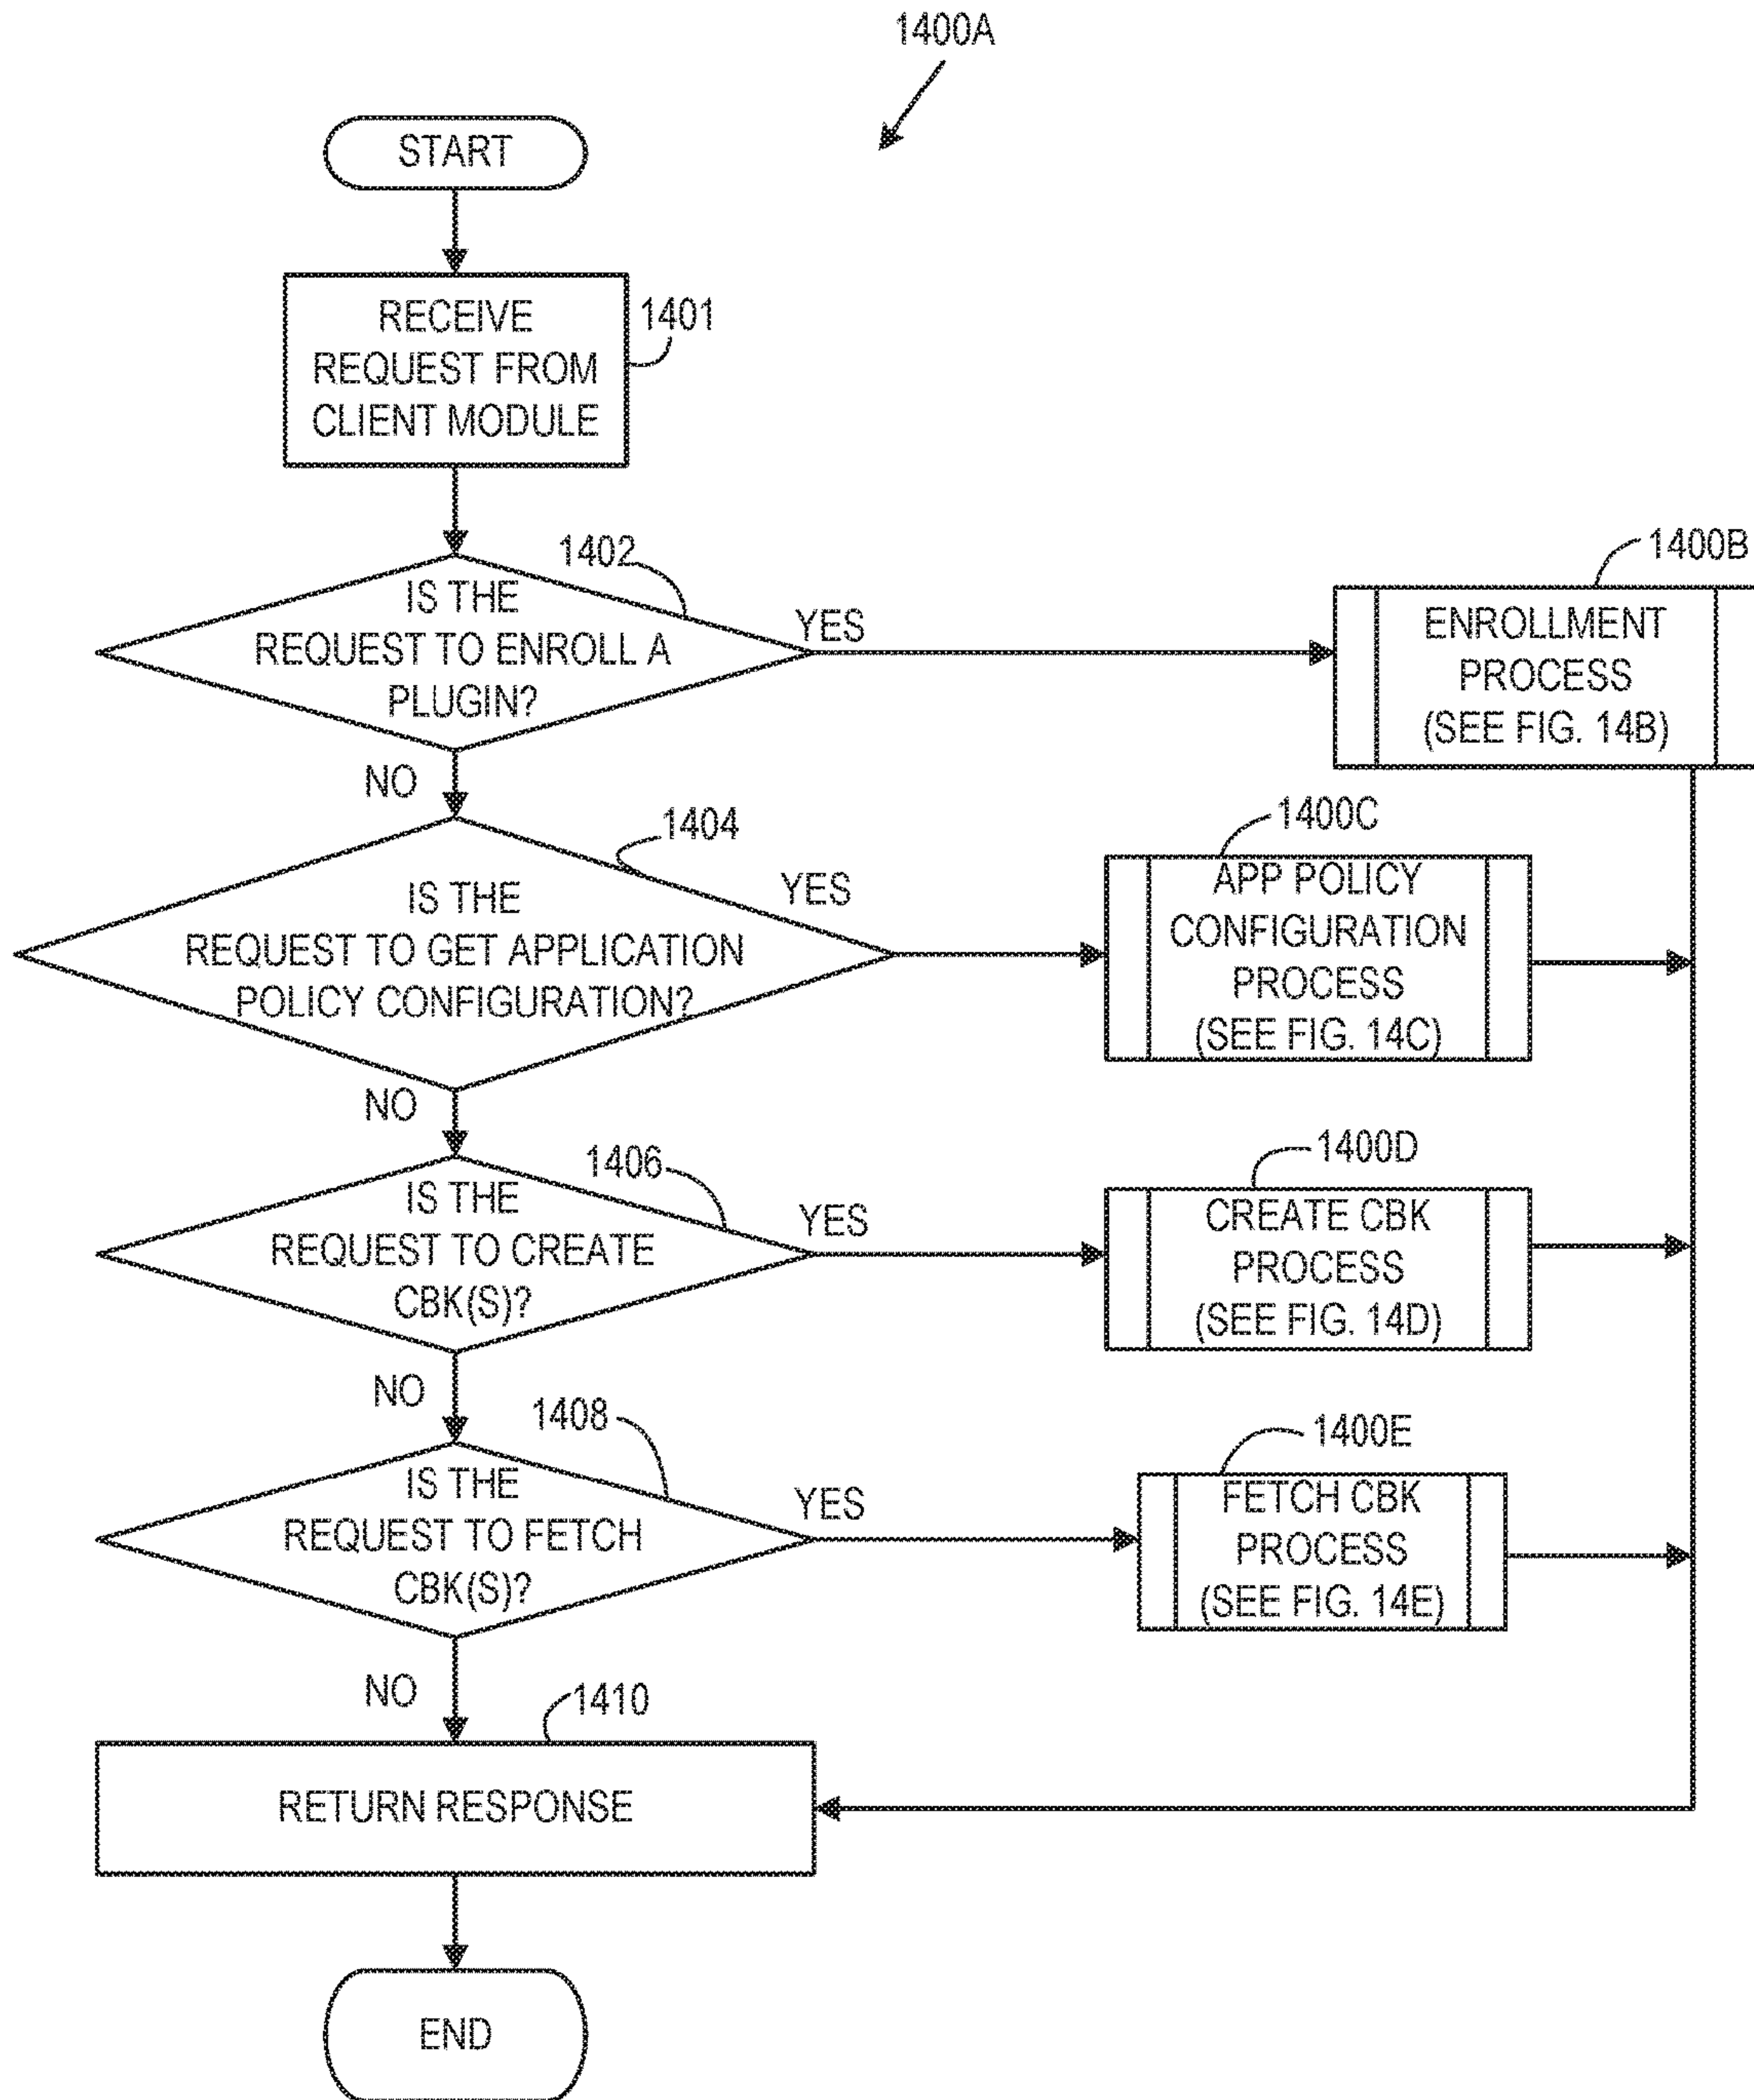 1400A
START
RECEIVE
REQUEST FROM
CLIENT MODULE
1401
1402
IS THE
REQUEST TO ENROLL A
PLUGIN?
YES
NO
1400B
ENROLLMENT
PROCESS
(SEE FIG. 14B)
1404
IS THE
REQUEST TO GET APPLICATION
POLICY CONFIGURATION?
YES
NO
1400C
APP POLICY
CONFIGURATION
PROCESS
(SEE FIG. 14C)
1406
IS THE
REQUEST TO CREATE
CBK(S)?
YES
NO
1400D
CREATE CBK
PROCESS
(SEE FIG. 14D)
1408
IS THE
REQUEST TO FETCH
CBK(S)?
YES
NO
1400E
FETCH CBK
PROCESS
(SEE FIG. 14E)
1410
RETURN RESPONSE
END